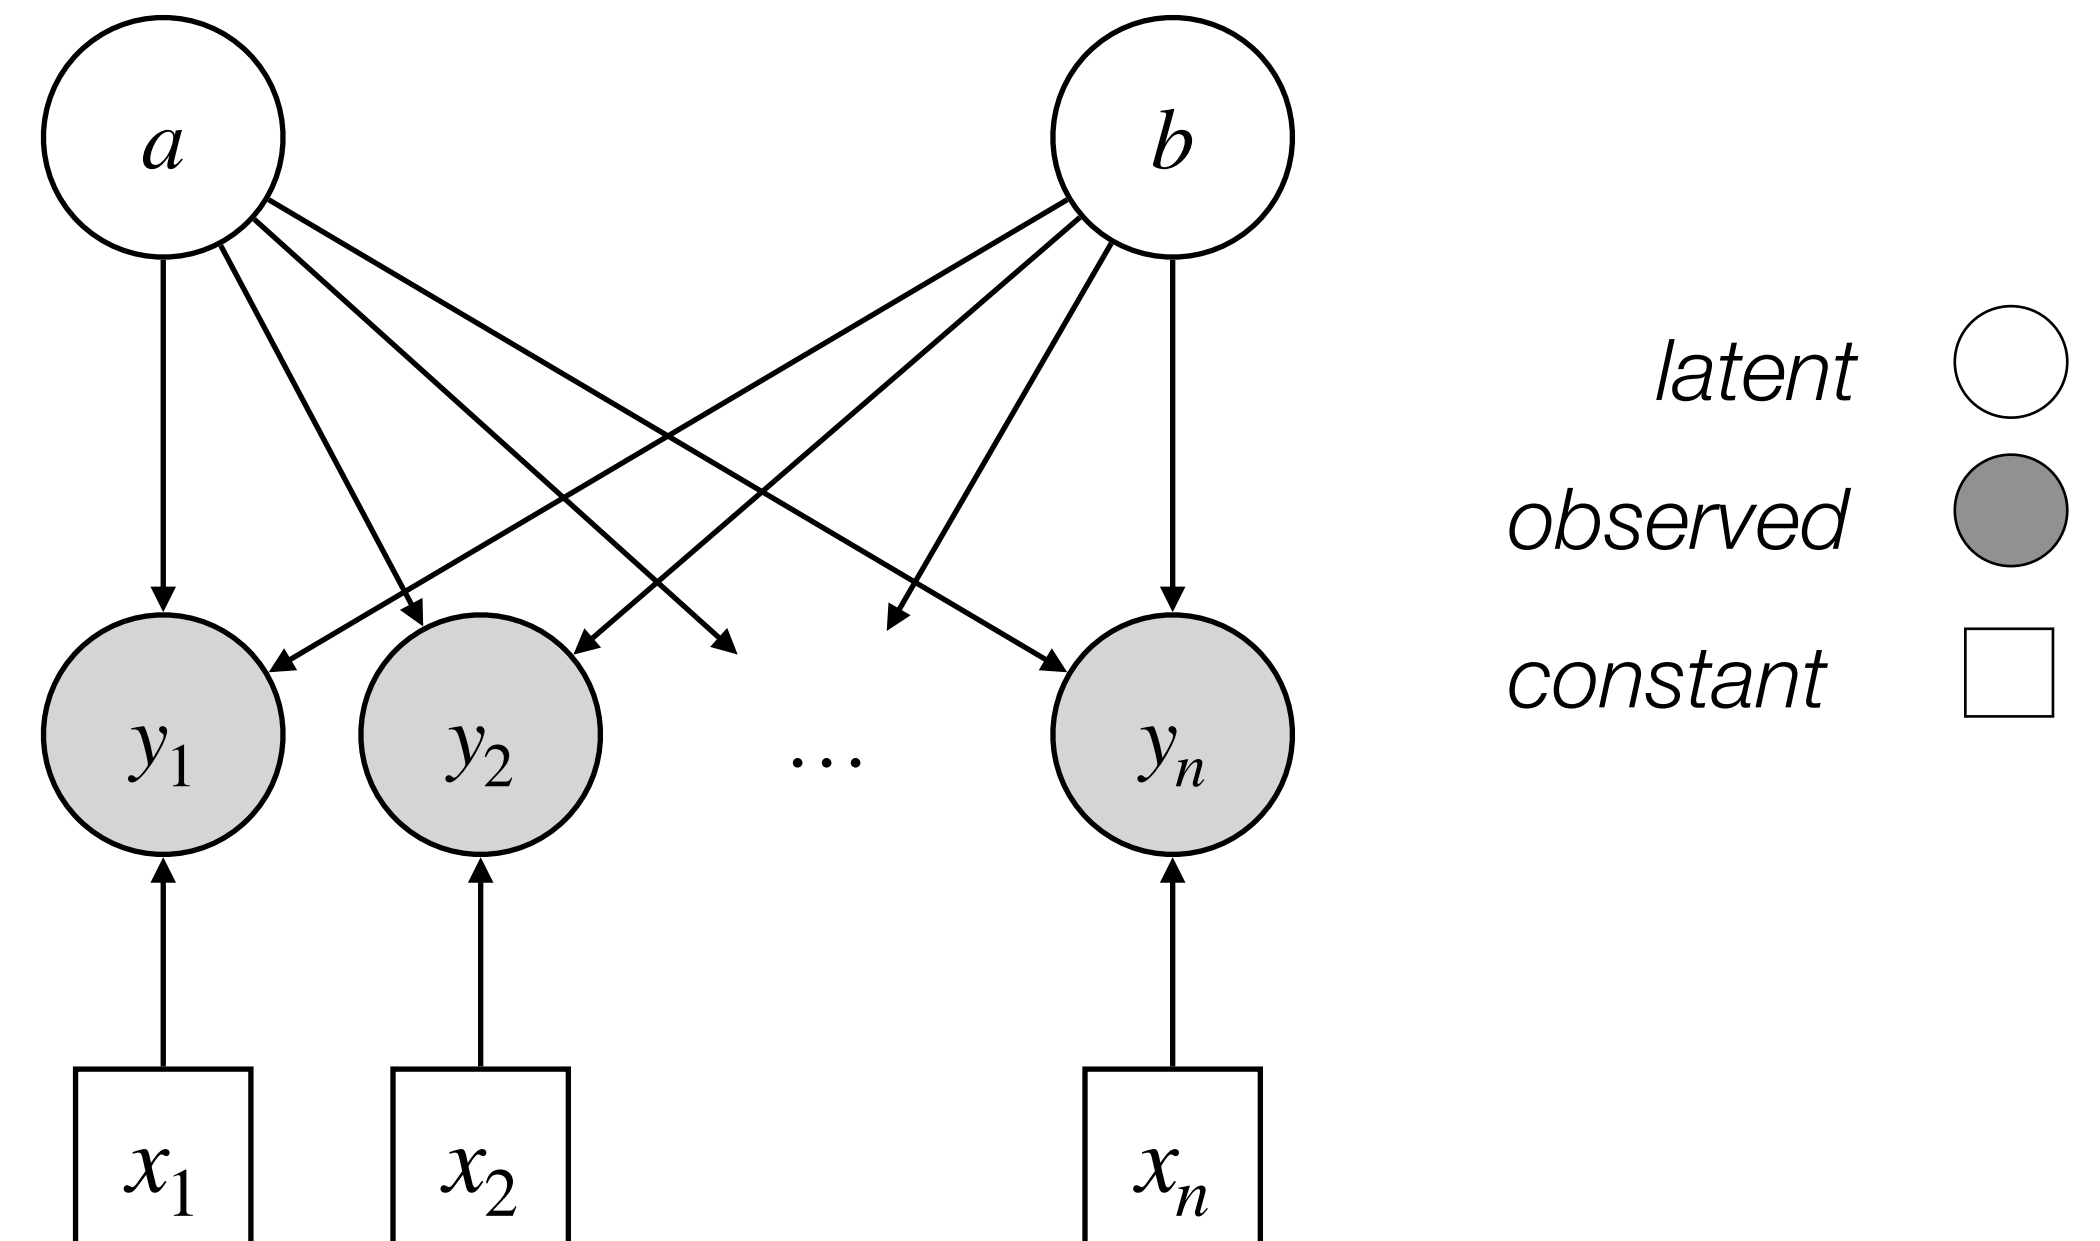 a b
latent
observed
constant
y₁ y₂ … yₙ
x₁ x₂ xₙ